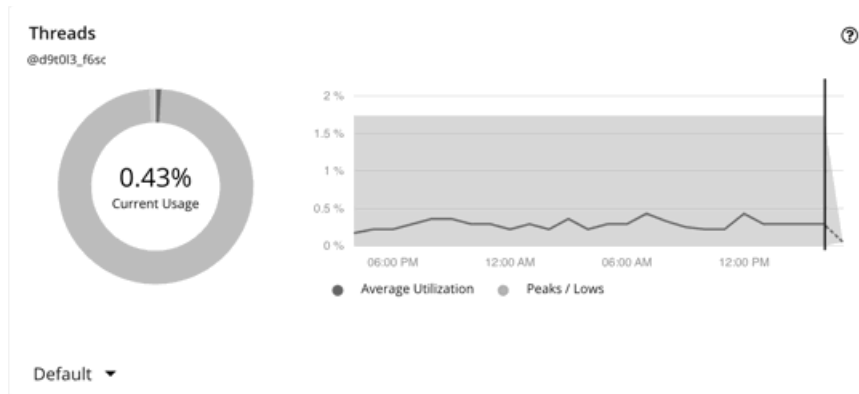 Threads
@d9t0l3_f6sc
0.43%
Current Usage
2 %
1.5 %
1 %
0.5 %
0 %
06:00 PM 12:00 AM 06:00 AM 12:00 PM
Average Utilization Peaks / Lows
Default